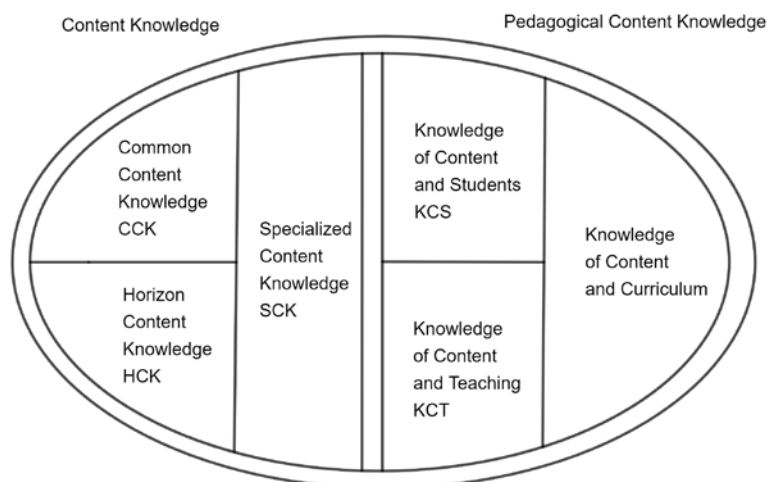 Content Knowledge
Pedagogical Content Knowledge
Common
Content
Knowledge
CCK
Horizon
Content
Knowledge
HCK
Specialized
Content
Knowledge
SCK
Knowledge
of Content
and Students
KCS
Knowledge
of Content
and Teaching
KCT
Knowledge
of Content
and Curriculum